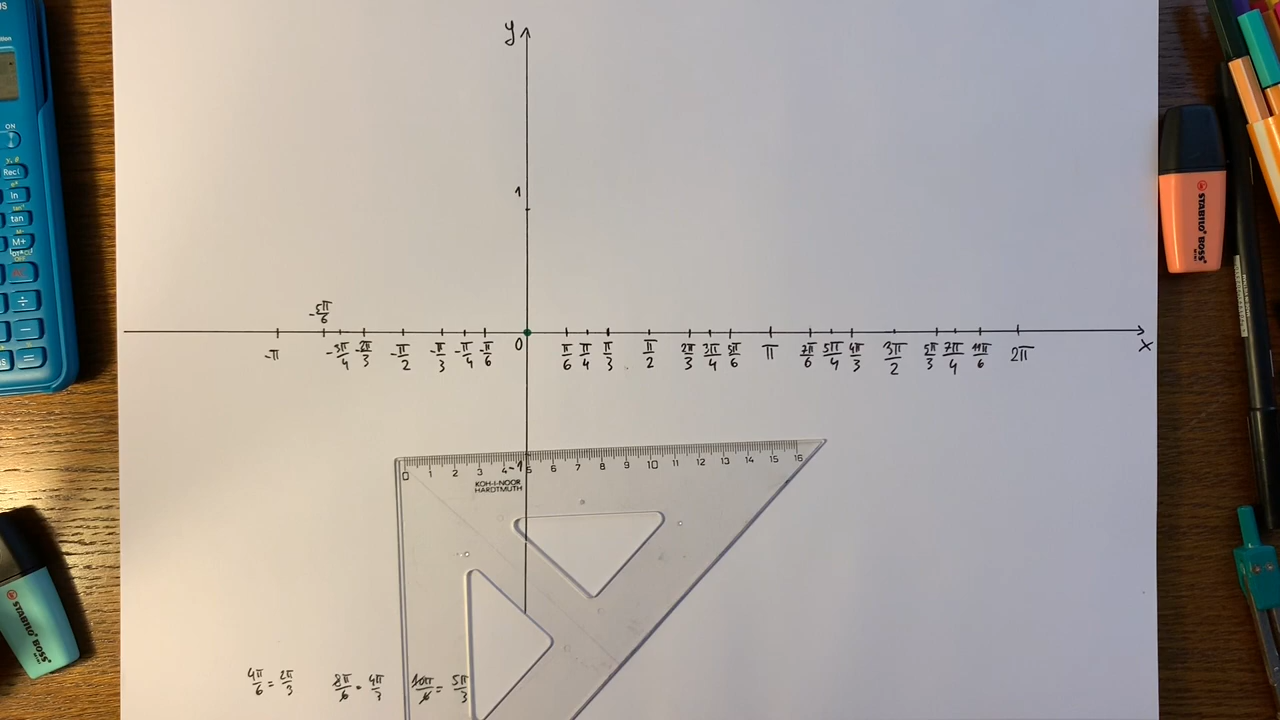 y
1
-5π/6
-π -3π/4 -2π/3 -π/2 -π/3 -π/4 -π/6 0 π/6 π/4 π/3 π/2 2π/3 3π/4 5π/6 π 7π/6 5π/4 4π/3 3π/2 5π/3 7π/4 11π/6 2π x
-1
0 1 2 3 4 5 6 7 8 9 10 11 12 13 14 15 16
KOH-I-NOOR
HARDTMUTH
4π/6 = 2π/3 8π/6 = 4π/3 10π/6 = 5π/3
ON
ln
tan
M+
OFF
÷
−
=
STABILO BOSS
MINI
STABILO BOSS
MINI